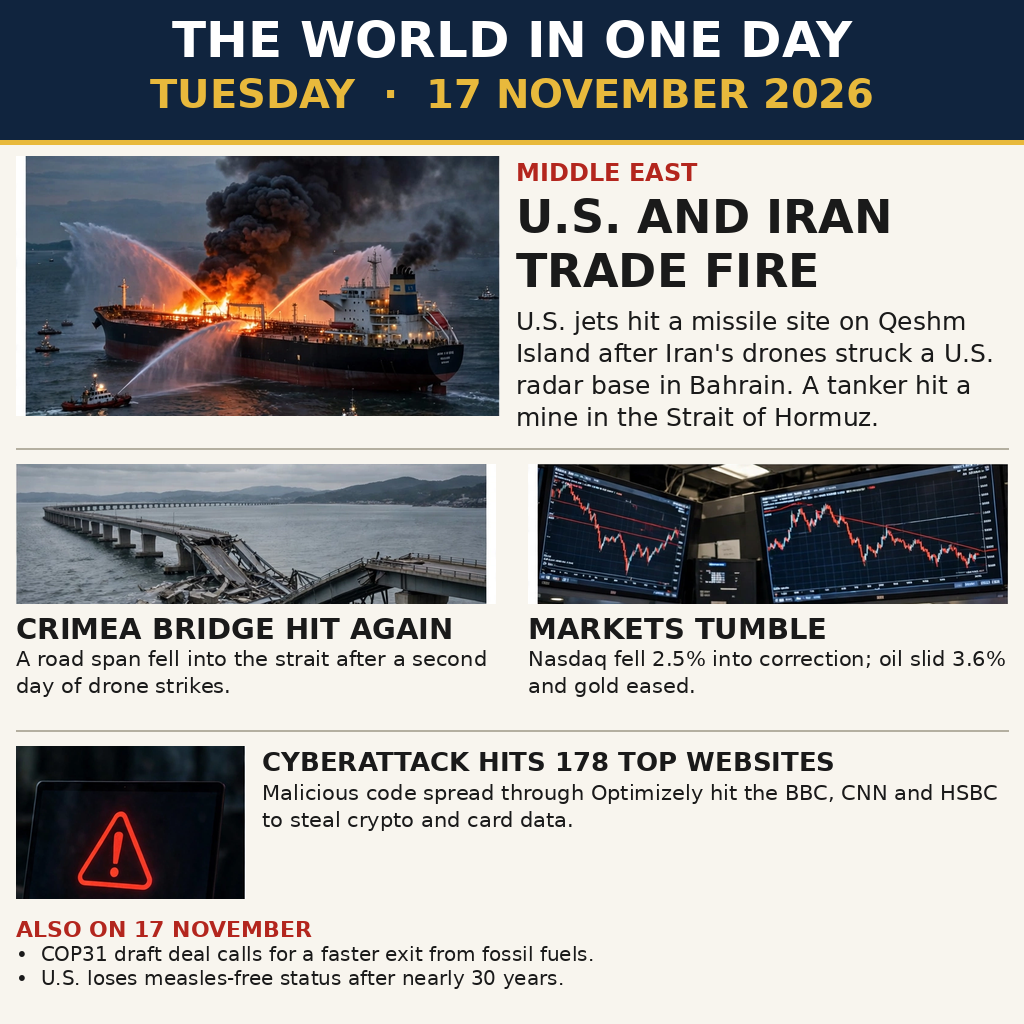 THE WORLD IN ONE DAY
TUESDAY · 17 NOVEMBER 2026
MIDDLE EAST
U.S. AND IRAN
TRADE FIRE
U.S. jets hit a missile site on Qeshm
Island after Iran's drones struck a U.S.
radar base in Bahrain. A tanker hit a
mine in the Strait of Hormuz.
CRIMEA BRIDGE HIT AGAIN
A road span fell into the strait after a second
day of drone strikes.
MARKETS TUMBLE
Nasdaq fell 2.5% into correction; oil slid 3.6%
and gold eased.
CYBERATTACK HITS 178 TOP WEBSITES
Malicious code spread through Optimizely hit the BBC, CNN and HSBC
to steal crypto and card data.
ALSO ON 17 NOVEMBER
• COP31 draft deal calls for a faster exit from fossil fuels.
• U.S. loses measles-free status after nearly 30 years.